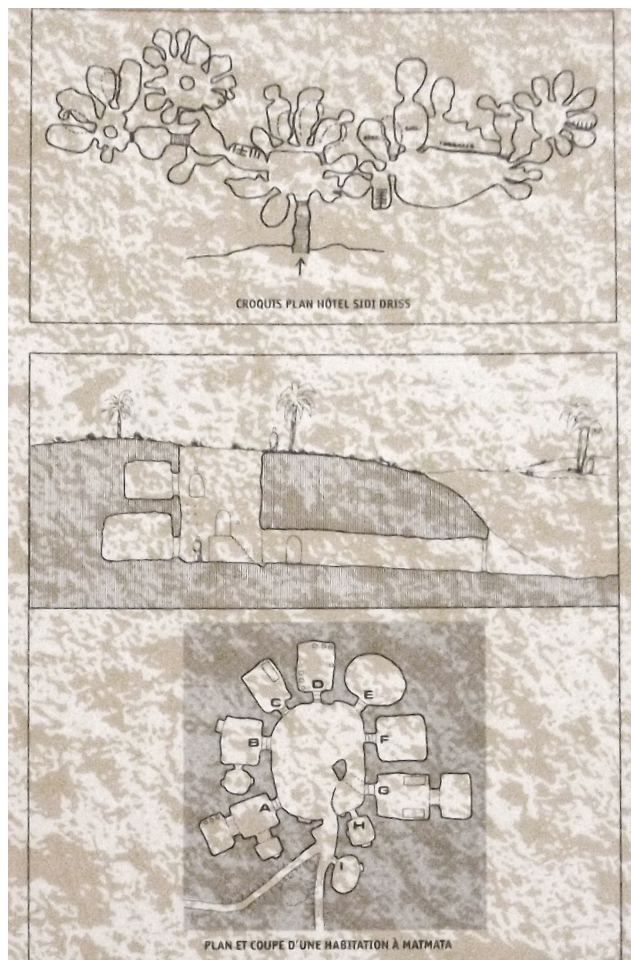 CROQUIS PLAN HÔTEL SIDI DRISS
D
C
E
B
F
G
A
H
I
PLAN ET COUPE D'UNE HABITATION À MATMATA